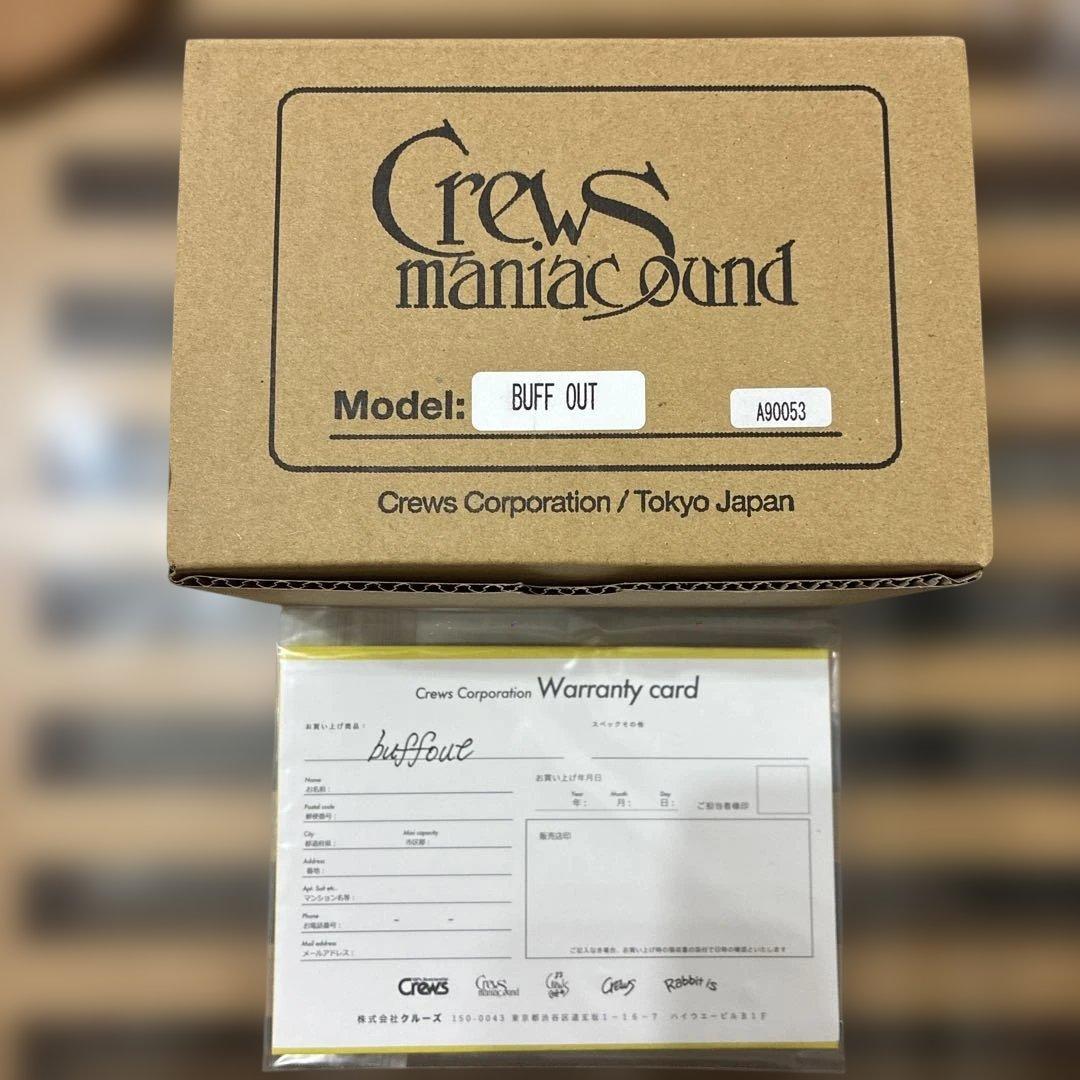 Crews
maniac sound
Model: BUFF OUT A90053
Crews Corporation / Tokyo Japan
Crews Corporation Warranty card
お買い上げ商品： スペックその他
buffout
Name
お名前：
お買い上げ年月日
Year Month Day
年： 月： 日： ご担当者様印
Postal code
郵便番号：
City
都道府県： 市区郡：
販売店印
Address
番地：
Apt. Suit etc.
マンション名等：
Phone
お電話番号： - -
Mail address
メールアドレス：
Crews Crews maniac sound Crews Rabbit is
株式会社クルーズ 150-0043 東京都渋谷区道玄坂1-16-7 ハイウエービルB1F